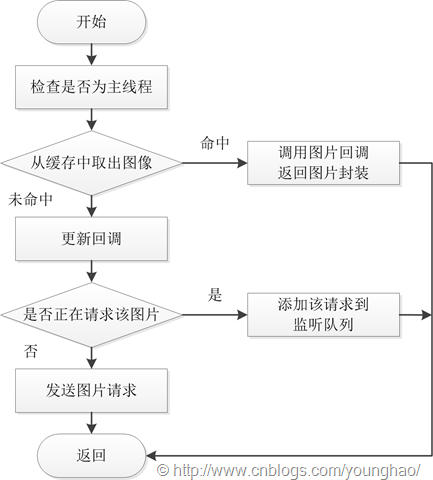 开始
检查是否为主线程
从缓存中取出图像
命中
调用图片回调
返回图片封装
未命中
更新回调
是否正在请求该图片
是
添加该请求到
监听队列
否
发送图片请求
返回
© http://www.cnblogs.com/younghao/